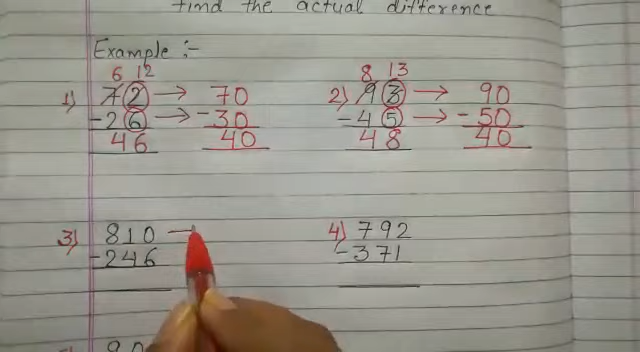 find the actual difference
Example :-
6 12
1) 72 → 70
- 26 → - 30
46 40
8 13
2) 93 → 90
- 45 → - 50
48 40
3) 810 →
- 246
4) 792
- 371